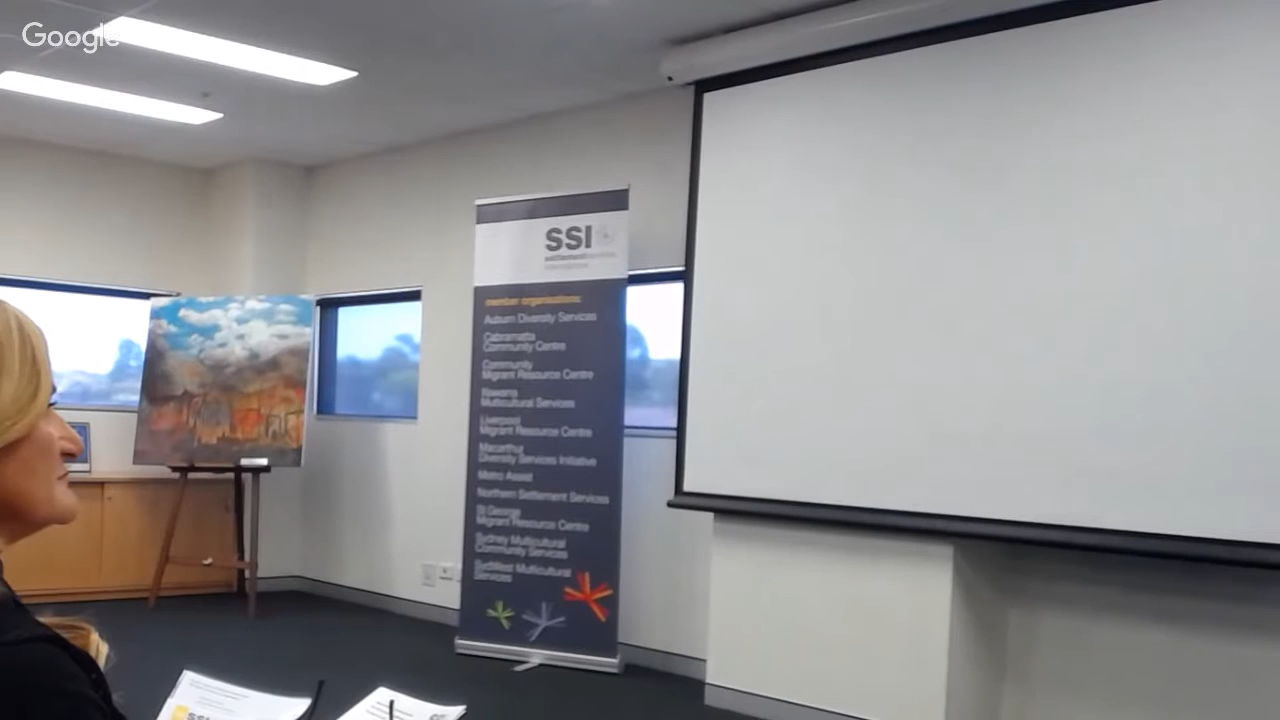 Google
SSI
settlement services
international
member organisations:
Auburn Diversity Services
Cabramatta
Community Centre
Community
Migrant Resource Centre
Illawarra
Multicultural Services
Liverpool
Migrant Resource Centre
Macarthur
Diversity Services Initiative
Metro Assist
Northern Settlement Services
St George
Migrant Resource Centre
Sydney Multicultural
Community Services
SydWest Multicultural
Services
SSI